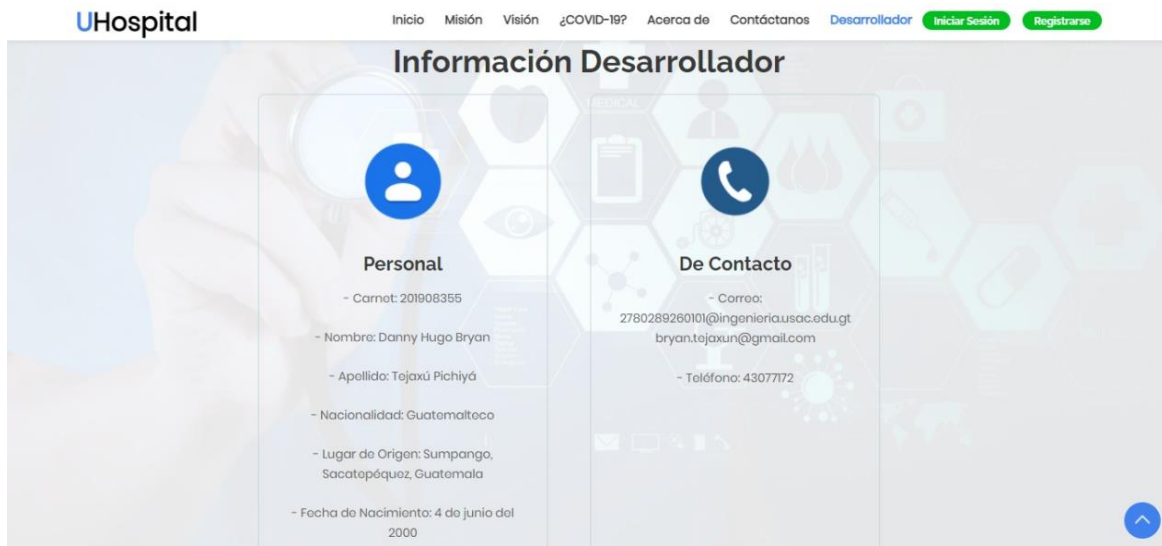 UHospital
Inicio Misión Visión ¿COVID-19? Acerca de Contáctanos Desarrollador Iniciar Sesión Registrarse
Información Desarrollador
MEDICAL
Personal
- Carnet: 201908355
- Nombre: Danny Hugo Bryan
- Apellido: Tejaxú Pichiyá
- Nacionalidad: Guatemalteco
- Lugar de Origen: Sumpango,
Sacatepéquez, Guatemala
- Fecha de Nacimiento: 4 de junio del
2000
De Contacto
- Correo:
2780289260101@ingenieria.usac.edu.gt
bryan.tejaxun@gmail.com
- Teléfono: 43077172